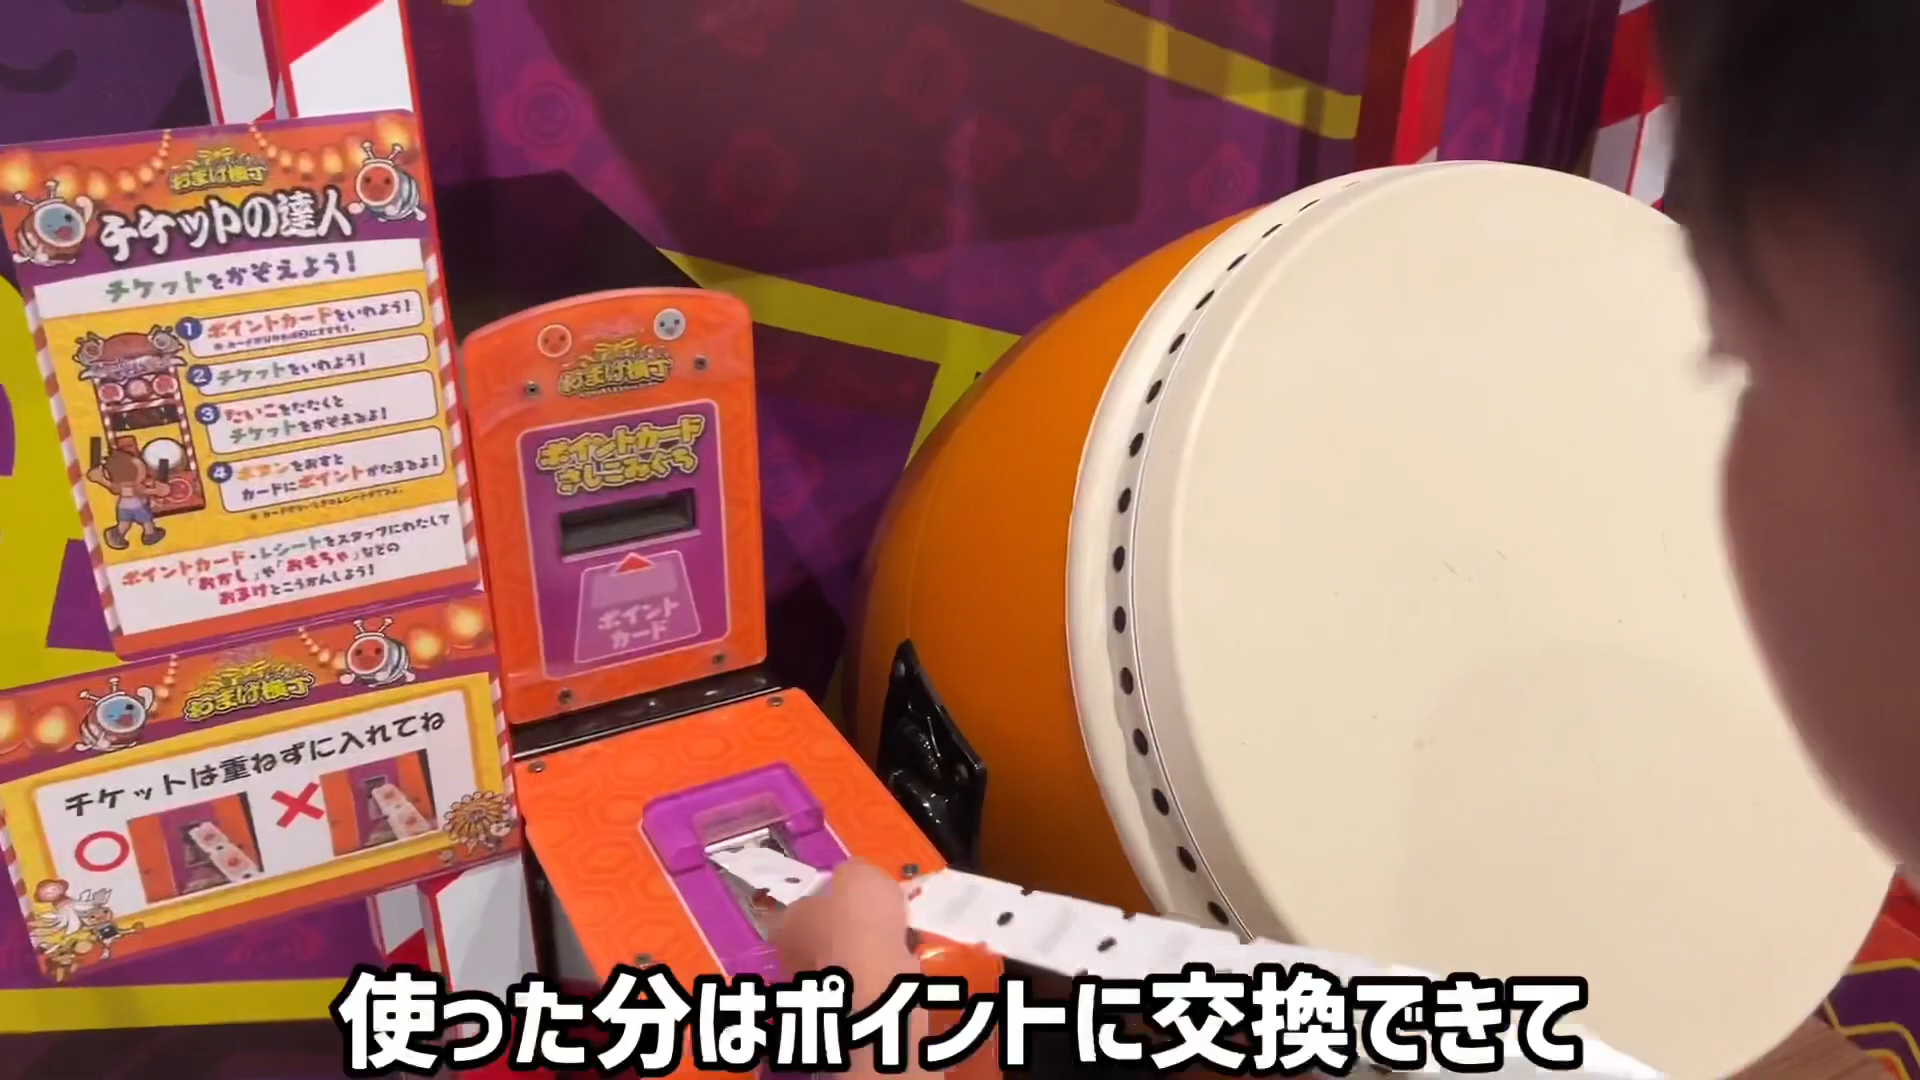 おまけ横丁
チケットの達人
チケットをかぞえよう!
1 ポイントカードをいれよう!
2 チケットをいれよう!
3 たいこをたたくと
チケットをかぞえるよ!
4 ボタンをおすと
カードにポイントがたまるよ!
ポイントカード・レシートをスタッフにわたして
「おかし」や「おもちゃ」などの
おまけとこうかんしよう!
おまけ横丁
チケットは重ねずに入れてね
おまけ横丁
ポイントカード
さしこみぐち
ポイント
カード
使った分はポイントに交換できて